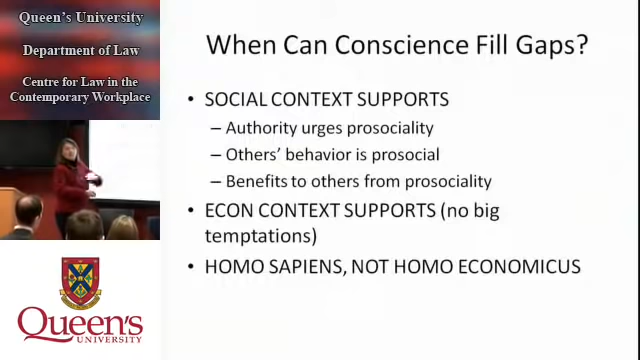 Queen's University
Department of Law
Centre for Law in the
Contemporary Workplace
Queen's
UNIVERSITY
When Can Conscience Fill Gaps?
• SOCIAL CONTEXT SUPPORTS
– Authority urges prosociality
– Others' behavior is prosocial
– Benefits to others from prosociality
• ECON CONTEXT SUPPORTS (no big
temptations)
• HOMO SAPIENS, NOT HOMO ECONOMICUS